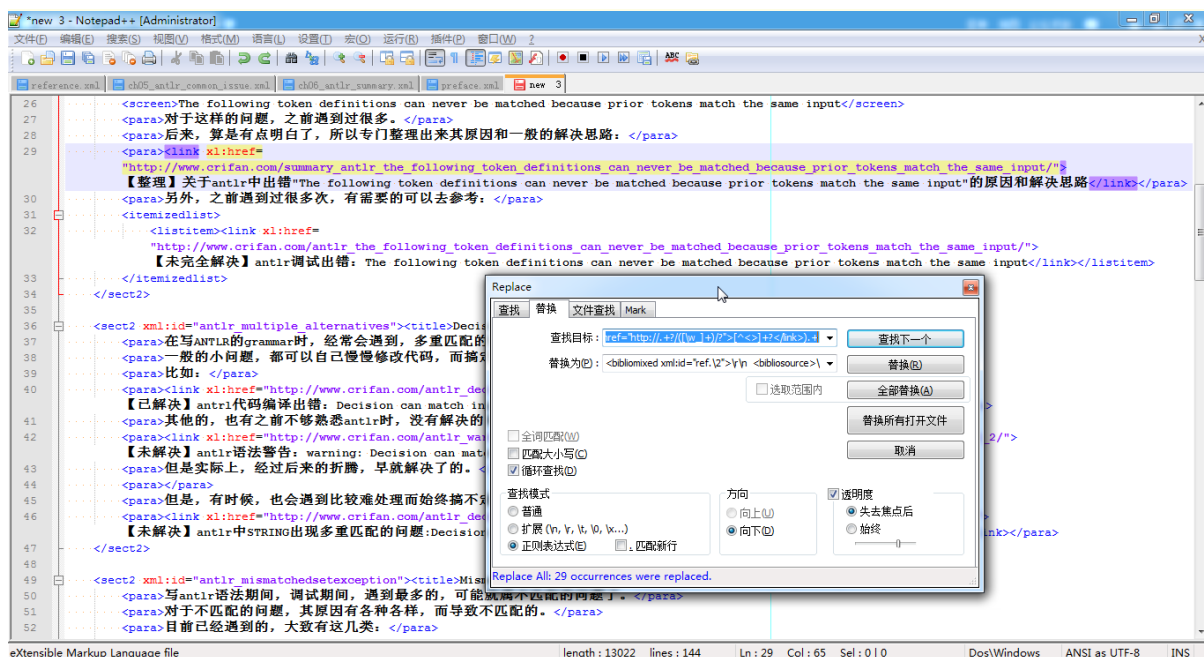 *new 3 - Notepad++ [Administrator]
文件(F) 编辑(E) 搜索(S) 视图(V) 格式(M) 语言(L) 设置(T) 宏(O) 运行(R) 插件(P) 窗口(W) ?
reference.xml ch05_antlr_common_issue.xml ch06_antlr_summary.xml preface.xml new 3
26 <screen>The following token definitions can never be matched because prior tokens match the same input</screen>
27 <para>对于这样的问题，之前遇到过很多。</para>
28 <para>后来，算是有点明白了，所以专门整理出来其原因和一般的解决思路：</para>
29 <para><link xl:href=
"http://www.crifan.com/summary_antlr_the_following_token_definitions_can_never_be_matched_because_prior_tokens_match_the_same_input/">
【整理】关于antlr中出错"The following token definitions can never be matched because prior tokens match the same input"的原因和解决思路</link></para>
30 <para>另外，之前遇到过很多次，有需要的可以去参考：</para>
31 <itemizedlist>
32 <listitem><link xl:href=
"http://www.crifan.com/antlr_the_following_token_definitions_can_never_be_matched_because_prior_tokens_match_the_same_input/">
【未完全解决】antlr调试出错：The following token definitions can never be matched because prior tokens match the same input</link></listitem>
33 </itemizedlist>
34 </sect2>
35
36 <sect2 xml:id="antlr_multiple_alternatives"><title>Decis
37 <para>在写ANTLR的grammar时，经常会遇到，多重匹配的
38 <para>一般的小问题，都可以自己慢慢修改代码，而搞定
39 <para>比如：</para>
40 <para><link xl:href="http://www.crifan.com/antlr_dec
【已解决】antrl代码编译出错：Decision can match in
41 <para>其他的，也有之前不够熟悉antlr时，没有解决的
42 <para><link xl:href="http://www.crifan.com/antlr_war _2/">
【未解决】antlr语法警告：warning: Decision can mat
43 <para>但是实际上，经过后来的折腾，早就解决了的。<
44 <para></para>
45 <para>但是，有时候，也会遇到比较难处理而始终搞不定
46 <para><link xl:href="http://www.crifan.com/antlr_dec >
【未解决】antlr中STRING出现多重匹配的问题:Decision ink></para>
47 </sect2>
48
49 <sect2 xml:id="antlr_mismatchedsetexception"><title>Mism
50 <para>写antlr语法期间，调试期间，遇到最多的，可能就属不匹配的问题了。</para>
51 <para>对于不匹配的问题，其原因有各种各样，而导致不匹配的。</para>
52 <para>目前已经遇到的，大致有这几类：</para>
Replace
查找 替换 文件查找 Mark
查找目标： ref="http://.+?/([\w_]+)/?">[^<>]+?</link>).+ 查找下一个
替换为(P)： <bibliomixed xml:id="ref.\2">\r\n <bibliosource>\ 替换(R)
选取范围内 全部替换(A)
替换所有打开文件
全词匹配(W) 取消
匹配大小写(C)
循环查找(D)
查找模式 方向 透明度
普通 向上(U) 失去焦点后
扩展 (\n, \r, \t, \0, \x...) 向下(D) 始终
正则表达式(E) . 匹配新行
Replace All: 29 occurrences were replaced.
eXtensible Markup Language file length : 13022 lines : 144 Ln : 29 Col : 65 Sel : 0 | 0 Dos\Windows ANSI as UTF-8 INS